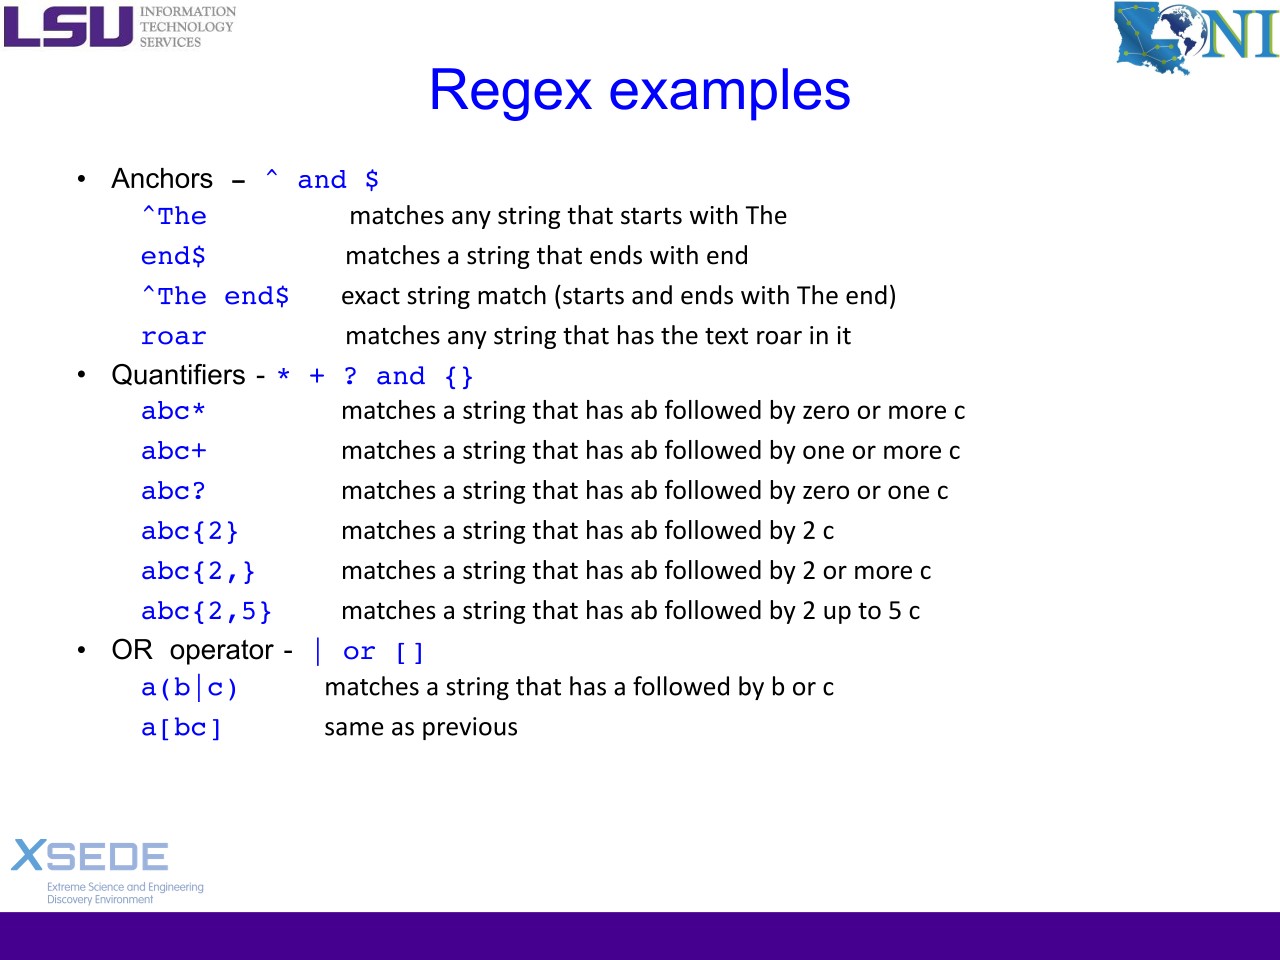 LSU INFORMATION
TECHNOLOGY
SERVICES
LONI
Regex examples
• Anchors – ^ and $
^The matches any string that starts with The
end$ matches a string that ends with end
^The end$ exact string match (starts and ends with The end)
roar matches any string that has the text roar in it
• Quantifiers - * + ? and {}
abc* matches a string that has ab followed by zero or more c
abc+ matches a string that has ab followed by one or more c
abc? matches a string that has ab followed by zero or one c
abc{2} matches a string that has ab followed by 2 c
abc{2,} matches a string that has ab followed by 2 or more c
abc{2,5} matches a string that has ab followed by 2 up to 5 c
• OR operator - | or []
a(b|c) matches a string that has a followed by b or c
a[bc] same as previous
XSEDE
Extreme Science and Engineering
Discovery Environment